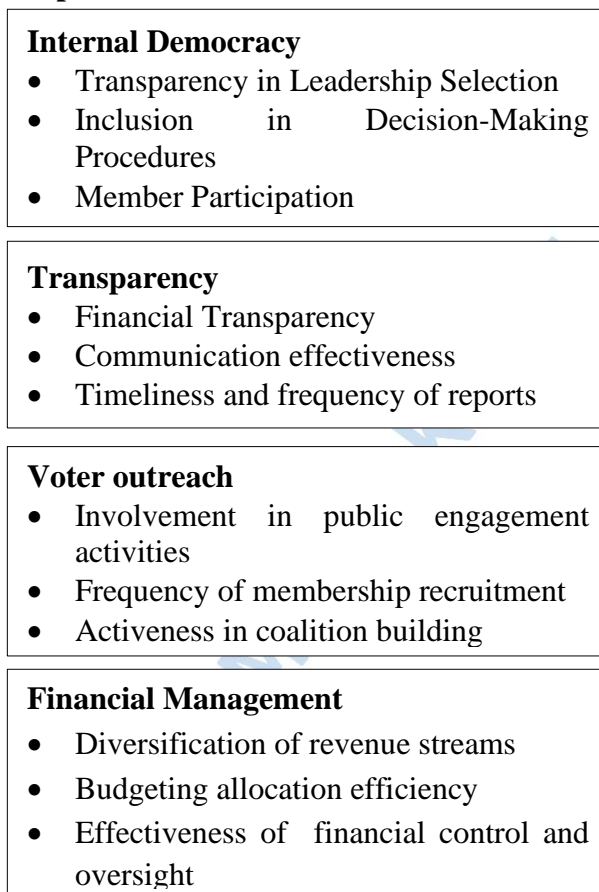 Internal Democracy
• Transparency in Leadership Selection
• Inclusion in Decision-Making
Procedures
• Member Participation
Transparency
• Financial Transparency
• Communication effectiveness
• Timeliness and frequency of reports
Voter outreach
• Involvement in public engagement
activities
• Frequency of membership recruitment
• Activeness in coalition building
Financial Management
• Diversification of revenue streams
• Budgeting allocation efficiency
• Effectiveness of financial control and
oversight